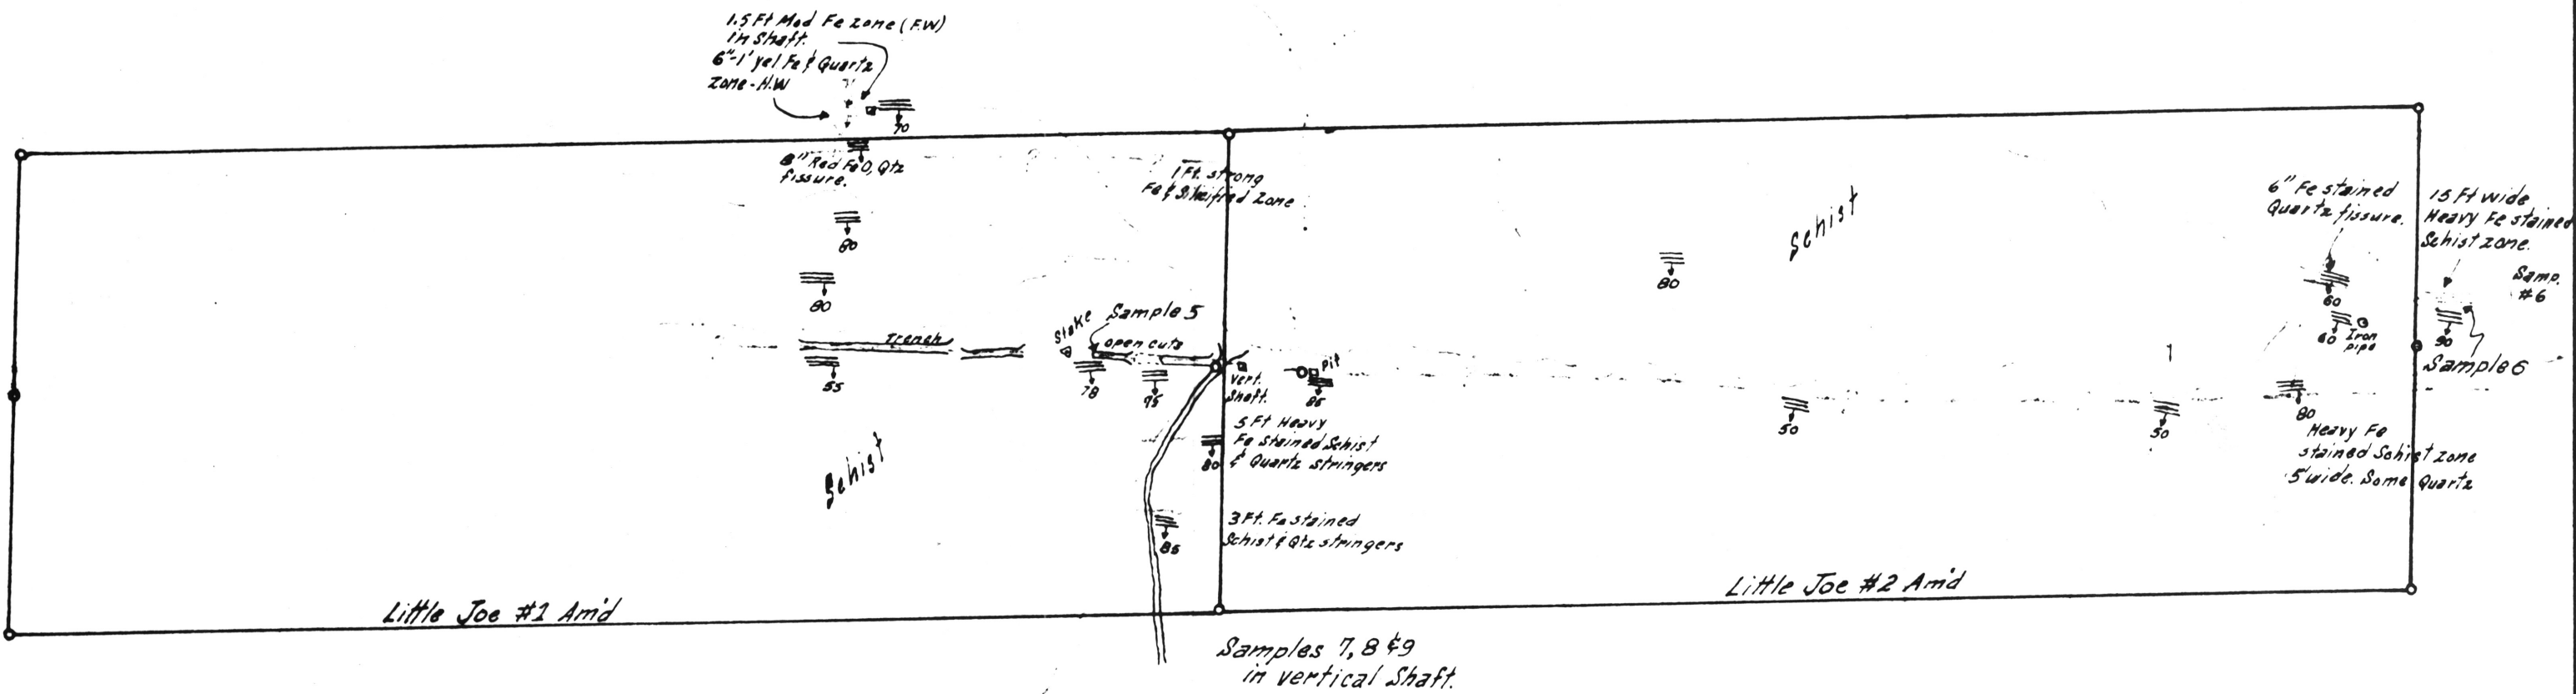 1.5 Ft Mod Fe zone (F.W)
in Shaft.
6"-1' yel Fe & Quartz
zone - H.W
70
8" Red FeO, Qtz
fissure.
80
80
1 Ft. strong
Fe & Silicified Zone
Schist
80
6" Fe stained
Quartz fissure.
1.5 Ft wide
Heavy Fe stained
Schist zone.
Samp.
#6
60
60
Iron
pipe
90
Sample 6
Trench
55
Stake
Sample 5
open cuts
78
75
Vert.
Shaft.
Pit
86
5 Ft Heavy
Fe stained Schist
& Quartz stringers
80
50
50
80
Heavy Fe
stained Schist zone
5' wide. Some Quartz
Schist
85
3 Ft. Fe stained
Schist & Qtz stringers
Little Joe #1 Am'd
Little Joe #2 Am'd
Samples 7, 8 & 9
in vertical Shaft.